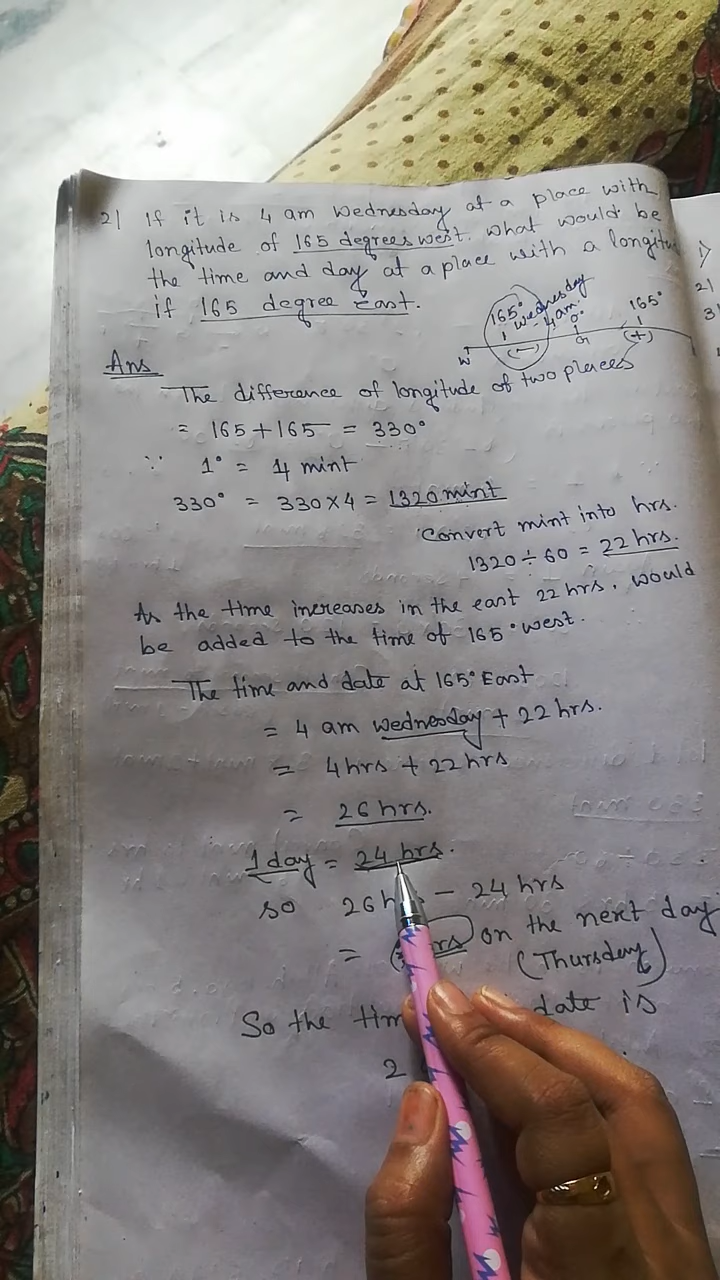 2) If it is 4 am Wednesday at a place with
longitude of 165 degrees west. What would be
the time and day at a place with a
if 165 degree East.
165° Wednesday
4 am
0°
165°
W
(-)
(+)
Ans
The difference of longitude of two places
= 165 + 165 = 330°
∵ 1° = 4 mint
330° = 330 x 4 = 1320 mint
Convert mint into hrs.
1320 ÷ 60 = 22 hrs.
As the time increases in the east 22 hrs. would
be added to the time of 165° west.
The time and date at 165° East
= 4 am Wednesday + 22 hrs.
= 4 hrs + 22 hrs
= 26 hrs.
1 day = 24 hrs.
so 26 - 24 hrs
= on the next day
(Thursday)
So the date is
2
21
3